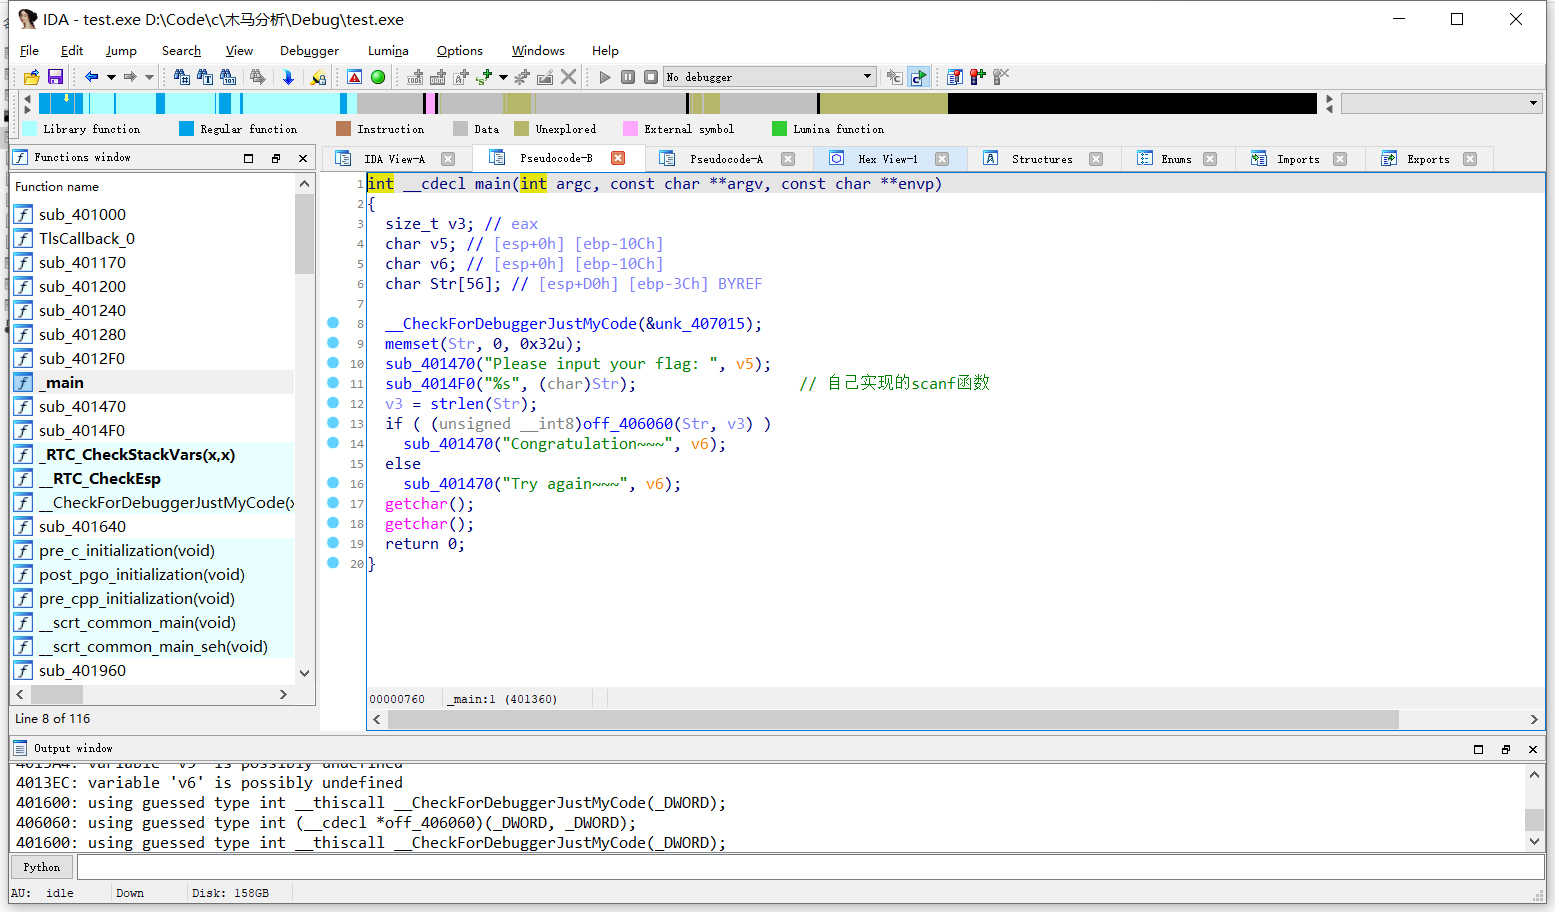 IDA - test.exe D:\Code\c\木马分析\Debug\test.exe
File Edit Jump Search View Debugger Lumina Options Windows Help
No debugger
Library function Regular function Instruction Data Unexplored External symbol Lumina function
Functions window
IDA View-A Pseudocode-B Pseudocode-A Hex View-1 Structures Enums Imports Exports
Function name
sub_401000
TlsCallback_0
sub_401170
sub_401200
sub_401240
sub_401280
sub_4012F0
_main
sub_401470
sub_4014F0
_RTC_CheckStackVars(x,x)
__RTC_CheckEsp
__CheckForDebuggerJustMyCode(x
sub_401640
pre_c_initialization(void)
post_pgo_initialization(void)
pre_cpp_initialization(void)
__scrt_common_main(void)
__scrt_common_main_seh(void)
sub_401960
Line 8 of 116
1 int __cdecl main(int argc, const char **argv, const char **envp)
2 {
3 size_t v3; // eax
4 char v5; // [esp+0h] [ebp-10Ch]
5 char v6; // [esp+0h] [ebp-10Ch]
6 char Str[56]; // [esp+D0h] [ebp-3Ch] BYREF
7
8 __CheckForDebuggerJustMyCode(&unk_407015);
9 memset(Str, 0, 0x32u);
10 sub_401470("Please input your flag: ", v5);
11 sub_4014F0("%s", (char)Str); // 自己实现的scanf函数
12 v3 = strlen(Str);
13 if ( (unsigned __int8)off_406060(Str, v3) )
14 sub_401470("Congratulation~~~", v6);
15 else
16 sub_401470("Try again~~~", v6);
17 getchar();
18 getchar();
19 return 0;
20 }
00000760 _main:1 (401360)
Output window
4013A4: variable 'v5' is possibly undefined
4013EC: variable 'v6' is possibly undefined
401600: using guessed type int __thiscall __CheckForDebuggerJustMyCode(_DWORD);
406060: using guessed type int (__cdecl *off_406060)(_DWORD, _DWORD);
401600: using guessed type int __thiscall __CheckForDebuggerJustMyCode(_DWORD);
Python
AU: idle Down Disk: 158GB